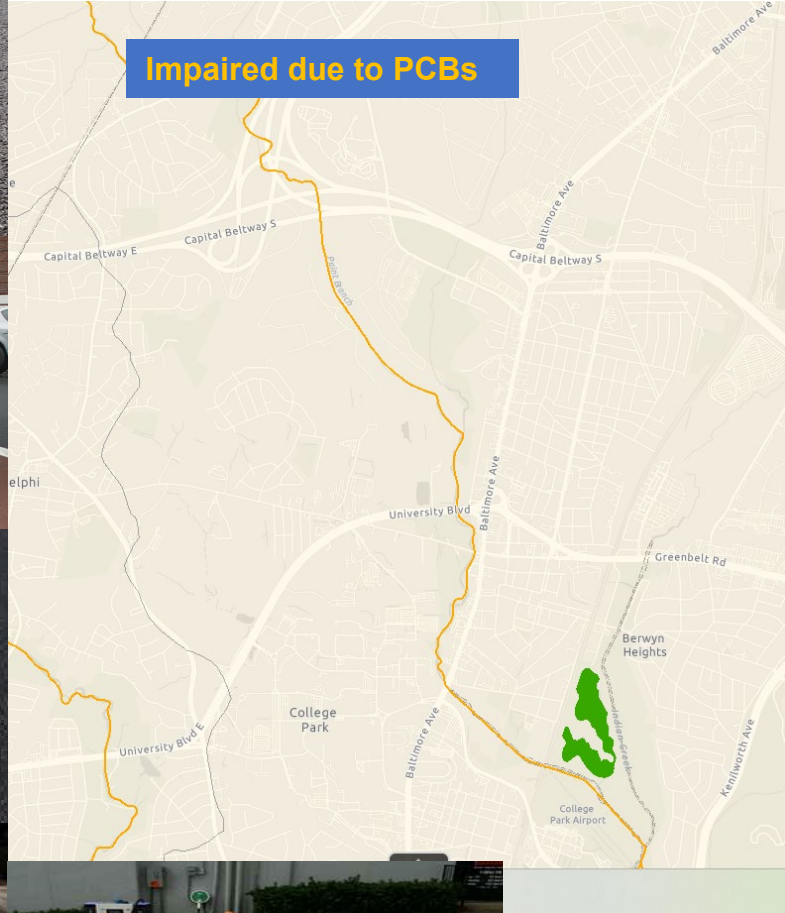 Baltimore Ave
Impaired due to PCBs
Baltimore Ave
Capital Beltway S
Capital Beltway E
Capital Beltway S
Paint Branch
elphi
Baltimore Ave
University Blvd
Greenbelt Rd
Berwyn
Heights
College
Park
Indian Creek
University Blvd E
Baltimore Ave
Kenilworth Ave
College
Park Airport